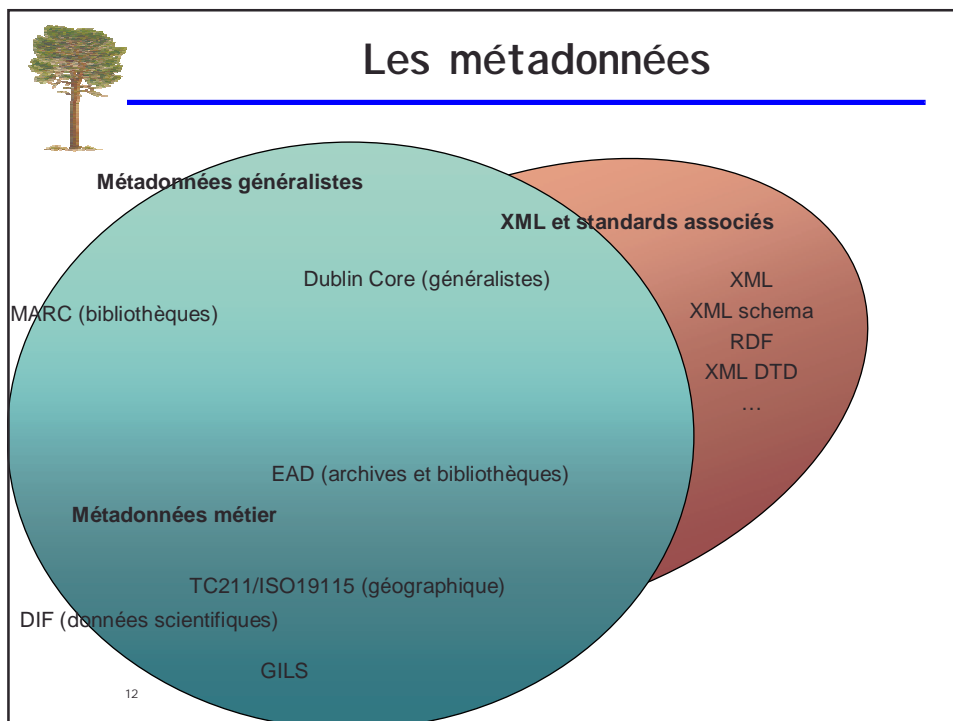 Les métadonnées
Métadonnées généralistes
XML et standards associés
Dublin Core (généralistes)
XML
MARC (bibliothèques)
XML schema
RDF
XML DTD
…
EAD (archives et bibliothèques)
Métadonnées métier
TC211/ISO19115 (géographique)
DIF (données scientifiques)
GILS
12